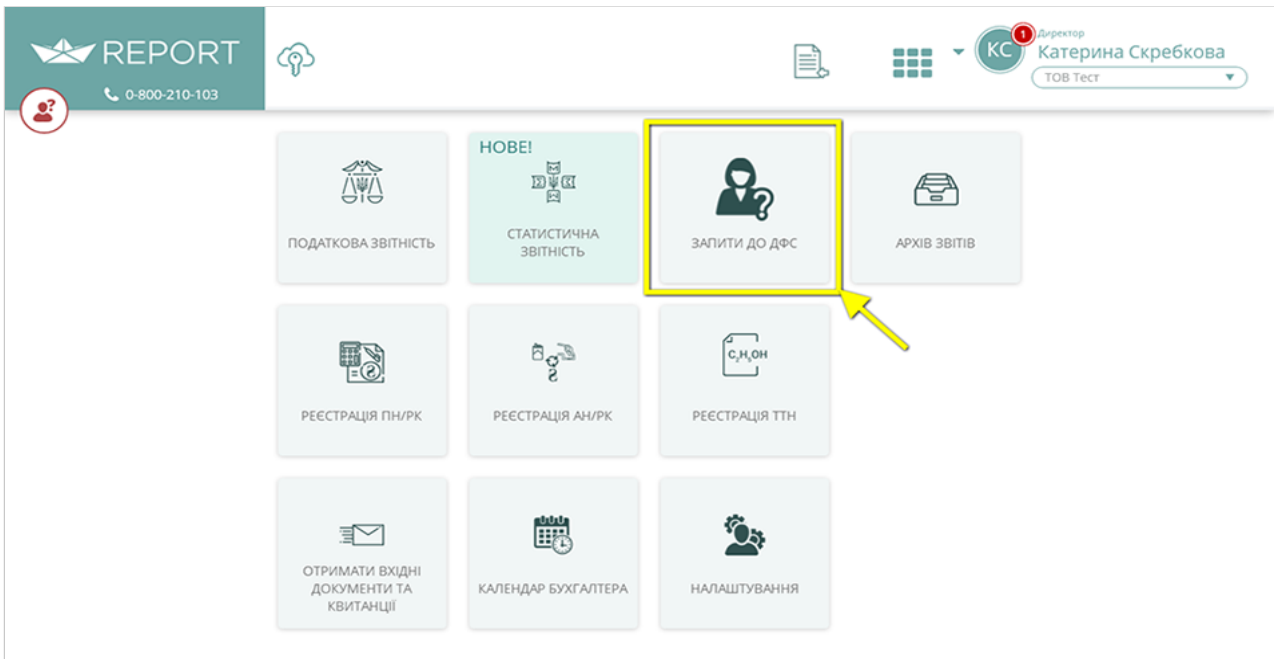 REPORT
0-800-210-103
1
КС
Директор
Катерина Скребкова
ТОВ Тест
ПОДАТКОВА ЗВІТНІСТЬ
НОВЕ!
СТАТИСТИЧНА
ЗВІТНІСТЬ
ЗАПИТИ ДО ДФС
АРХІВ ЗВІТІВ
РЕЄСТРАЦІЯ ПН/РК
РЕЄСТРАЦІЯ АН/РК
C₂H₅OH
РЕЄСТРАЦІЯ ТТН
ОТРИМАТИ ВХІДНІ
ДОКУМЕНТИ ТА
КВИТАНЦІЇ
КАЛЕНДАР БУХГАЛТЕРА
НАЛАШТУВАННЯ